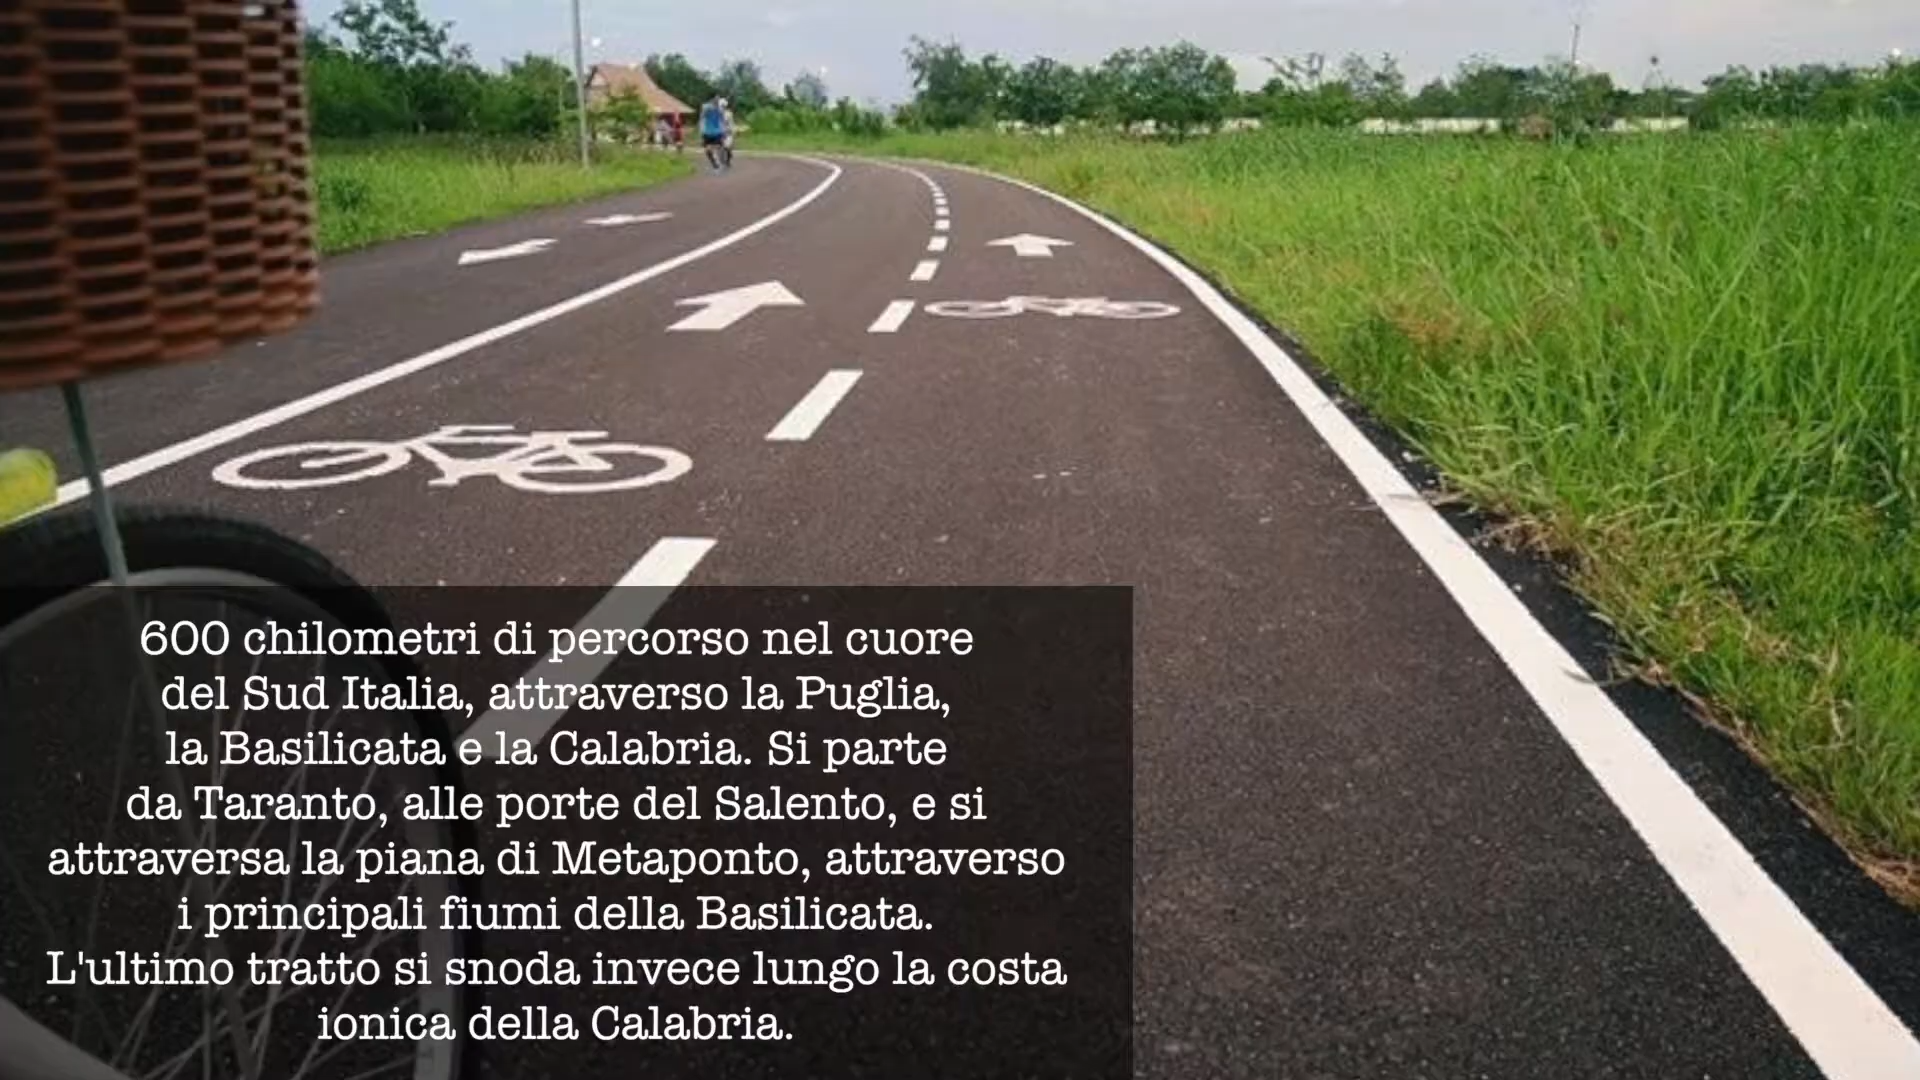 600 chilometri di percorso nel cuore
del Sud Italia, attraverso la Puglia,
la Basilicata e la Calabria. Si parte
da Taranto, alle porte del Salento, e si
attraversa la piana di Metaponto, attraverso
i principali fiumi della Basilicata.
L'ultimo tratto si snoda invece lungo la costa
ionica della Calabria.